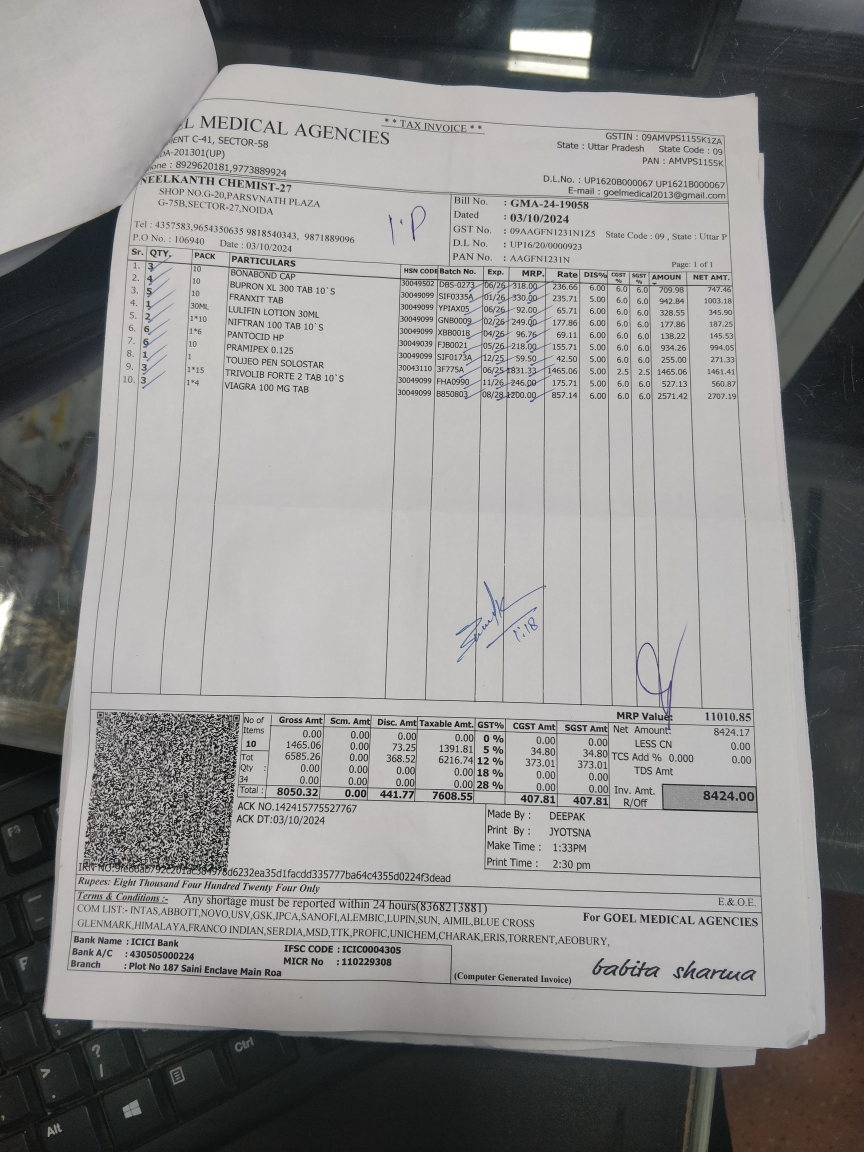 EL MEDICAL AGENCIES
** TAX INVOICE **
C-41, SECTOR-58
-201301(UP)
: 8929620181,9773889924
GSTIN : 09AMVPS1155K1ZA
State : Uttar Pradesh State Code : 09
PAN : AMVPS1155K
D.L.No. : UP1620B000067 UP1621B000067
E-mail : goelmedical2013@gmail.com
NEELKANTH CHEMIST-27
SHOP NO.G-20,PARSVNATH PLAZA
G-75B,SECTOR-27,NOIDA
Tel : 4357583,9654350635 9818540343, 9871889096
P.O No. : 106940 Date : 03/10/2024
I.P
Bill No. : GMA-24-19058
Dated : 03/10/2024
GST No. : 09AAGFN1231N1Z5 State Code : 09 , State : Uttar P
D.L No. : UP16/20/0000923
PAN No. : AAGFN1231N
Page: 1 of 1
Sr. QTY. PACK PARTICULARS HSN CODE Batch No. Exp. MRP. Rate DIS% CGST % SGST % AMOUN NET AMT.
1. 3 10 BONABOND CAP 30049502 DBS-0273 06/26 318.00 236.66 6.00 6.0 6.0 709.98 747.46
2. 4 10 BUPRON XL 300 TAB 10`S 30049099 SIF0335A 01/26 330.00 235.71 5.00 6.0 6.0 942.84 1003.18
3. 5 10 FRANXIT TAB 30049099 YPIAX05 06/26 92.00 65.71 6.00 6.0 6.0 328.55 345.90
4. 1 30ML LULIFIN LOTION 30ML 30049099 GNB0009 02/26 249.00 177.86 6.00 6.0 6.0 177.86 187.25
5. 2 1*10 NIFTRAN 100 TAB 10`S 30049099 XBB0018 04/26 96.76 69.11 6.00 6.0 6.0 138.22 145.53
6. 6 1*6 PANTOCID HP 30049039 FJB0021 05/26 218.00 155.71 5.00 6.0 6.0 934.26 994.05
7. 6 10 PRAMIPEX 0.125 30049099 SIF0173A 12/25 59.50 42.50 5.00 6.0 6.0 255.00 271.33
8. 1 1 TOUJEO PEN SOLOSTAR 30043110 3F775A 06/25 1831.33 1465.06 5.00 2.5 2.5 1465.06 1461.41
9. 3 1*15 TRIVOLIB FORTE 2 TAB 10`S 30049099 FHA0990 11/26 246.00 175.71 5.00 6.0 6.0 527.13 560.87
10. 3 1*4 VIAGRA 100 MG TAB 30049099 B850803 08/28 1200.00 857.14 6.00 6.0 6.0 2571.42 2707.19
1:18
MRP Value: 11010.85
No of Items 10 Tot Qty : 34
Gross Amt Scm. Amt Disc. Amt Taxable Amt. GST% CGST Amt SGST Amt
0.00 0.00 0.00 0.00 0 % 0.00 0.00
1465.06 0.00 73.25 1391.81 5 % 34.80 34.80
6585.26 0.00 368.52 6216.74 12 % 373.01 373.01
0.00 0.00 0.00 0.00 18 % 0.00 0.00
0.00 0.00 0.00 0.00 28 % 0.00 0.00
Total : 8050.32 0.00 441.77 7608.55 407.81 407.81
Net Amount: 8424.17
LESS CN 0.00
TCS Add % 0.000 0.00
TDS Amt
Inv. Amt. R/Off 8424.00
ACK NO.142415775527767
ACK DT:03/10/2024
Made By : DEEPAK
Print By : JYOTSNA
Make Time : 1:33PM
Print Time : 2:30 pm
Rupees: Eight Thousand Four Hundred Twenty Four Only
E.&O.E.
Terms & Conditions :- Any shortage must be reported within 24 hours(8368213881)
COM LIST:- INTAS,ABBOTT,NOVO,USV,GSK,IPCA,SANOFI,ALEMBIC,LUPIN,SUN, AIMIL,BLUE CROSS
GLENMARK,HIMALAYA,FRANCO INDIAN,SERDIA,MSD,TTK,PROFIC,UNICHEM,CHARAK,ERIS,TORRENT,AEOBURY,
For GOEL MEDICAL AGENCIES
Bank Name : ICICI Bank
Bank A/C : 430505000224
Branch : Plot No 187 Saini Enclave Main Roa
IFSC CODE : ICIC0004305
MICR No : 110229308
(Computer Generated Invoice)
babita sharma
F3
F
Ctrl
Alt